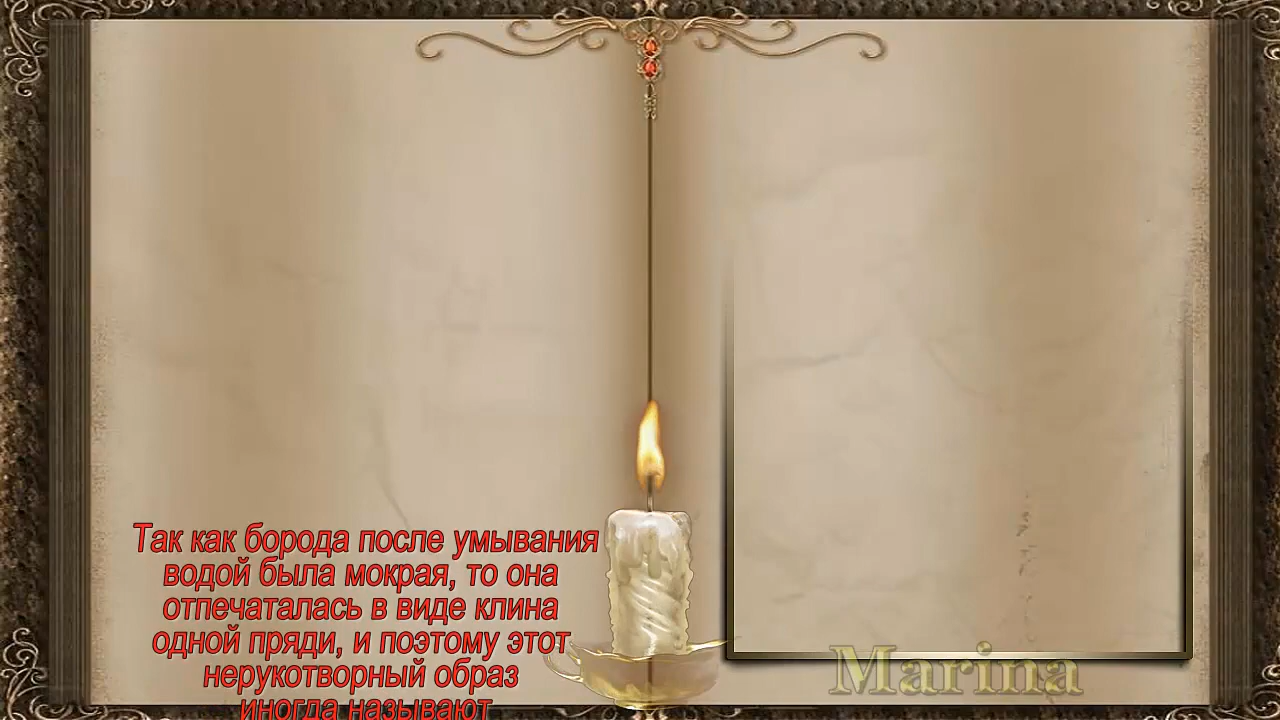 Так как борода после умывания
водой была мокрая, то она
отпечаталась в виде клина
одной пряди, и поэтому этот
нерукотворный образ
иногда называют
Marina